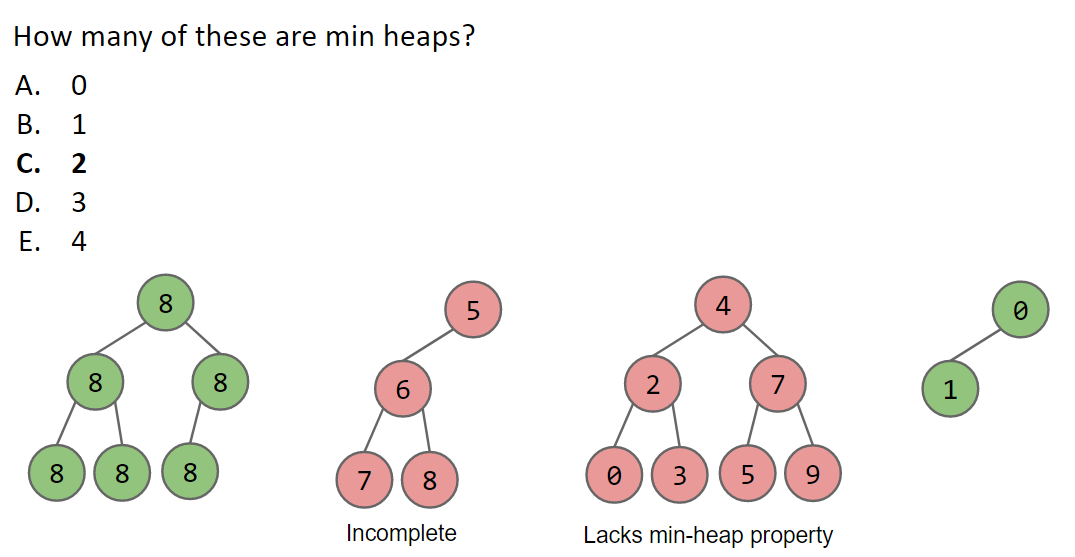 How many of these are min heaps?
A. 0
B. 1
C. 2
D. 3
E. 4
8
8 8
8 8 8
5
6
7 8
Incomplete
4
2 7
0 3 5 9
Lacks min-heap property
0
1